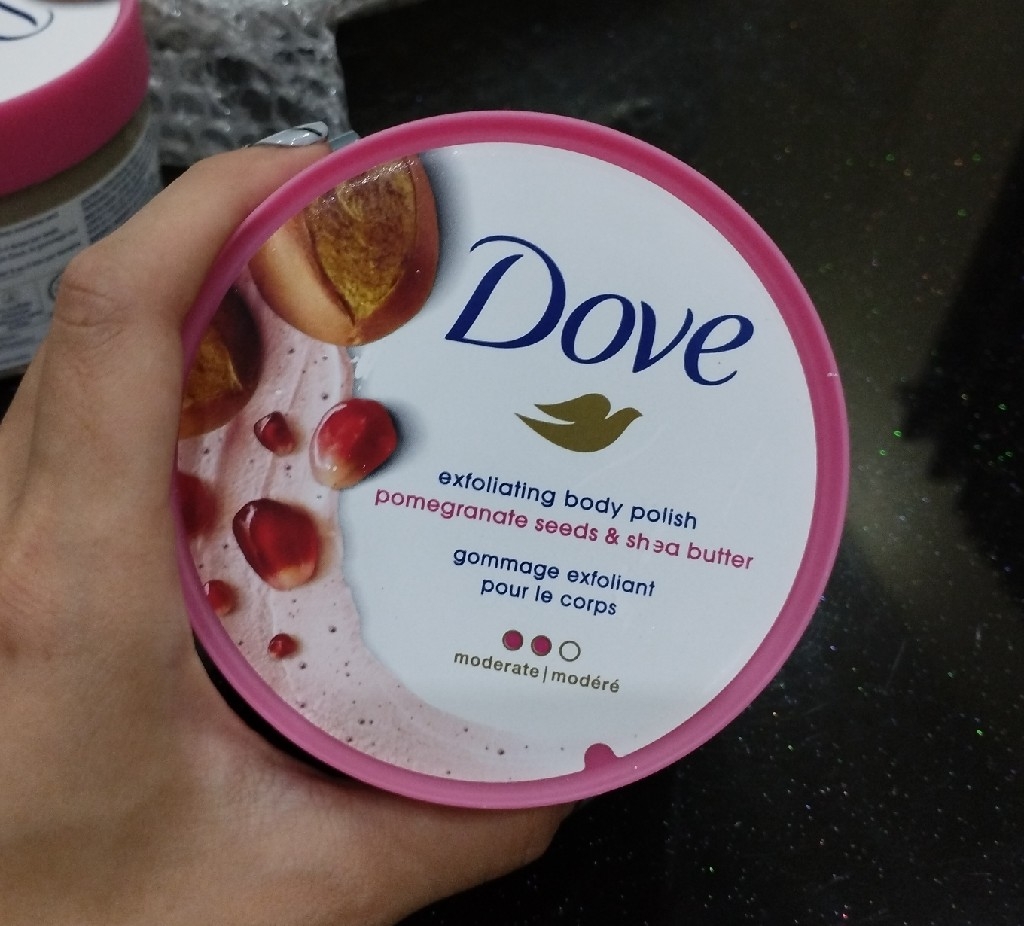 Dove
exfoliating body polish
pomegranate seeds & shea butter
gommage exfoliant
pour le corps
moderate | modéré